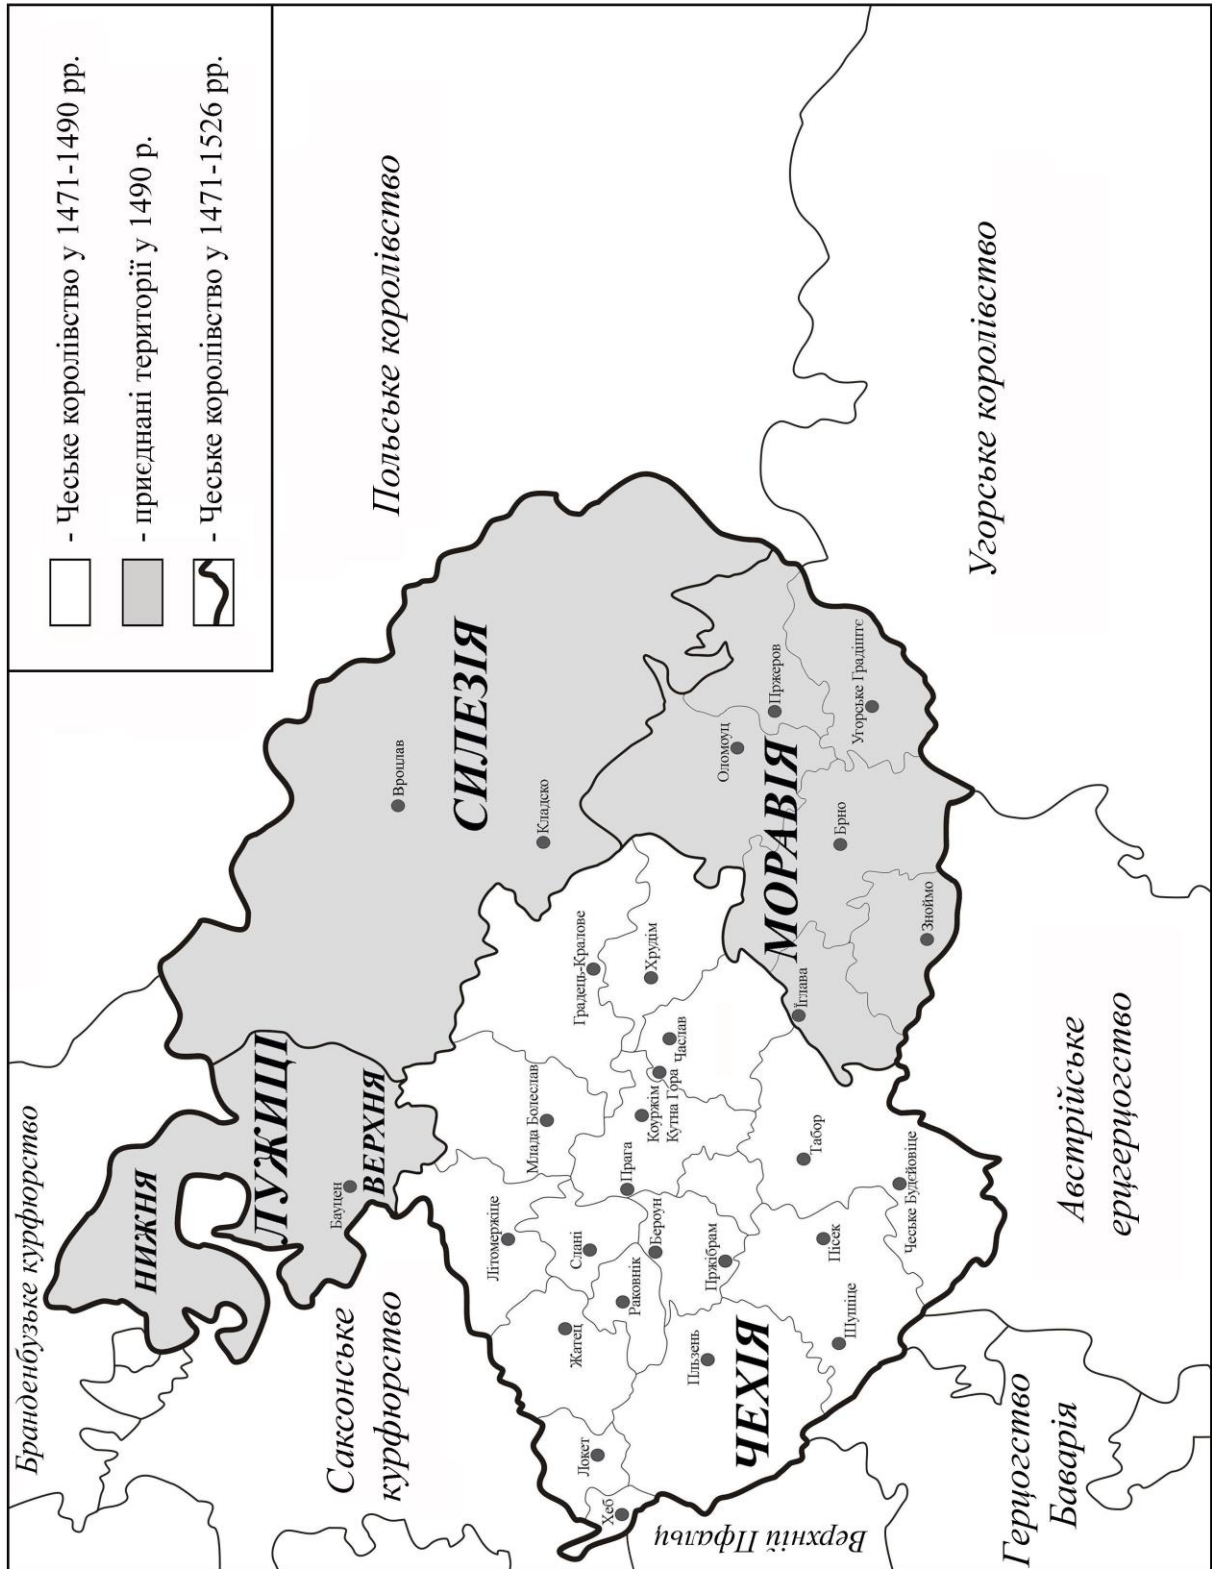 - Чеське королівство у 1471-1490 рр.
- приєднані території у 1490 р.
- Чеське королівство у 1471-1526 рр.
Бранденбузьке курфюрство
Саксонське
курфюрство
Верхній Пфальц
Герцогство
Баварія
Австрійське
ерцгерцогство
Угорське королівство
Польське королівство
НИЖНЯ
ЛУЖИЦІ
ВЕРХНЯ
Бауцен
СИЛЕЗІЯ
Вроцлав
Кладско
МОРАВІЯ
Оломоуц
Пржеров
Угорське Градіштє
Брно
Зноймо
Їглава
ЧЕХІЯ
Хеб
Локет
Жатец
Літомержіце
Слані
Раковнік
Бероун
Прага
Млада Болеслав
Градець-Кралове
Хрудім
Часлав
Коуржім
Кутна Гора
Пльзень
Пржібрам
Шушіце
Пісек
Табор
Чеське Будєйовіце